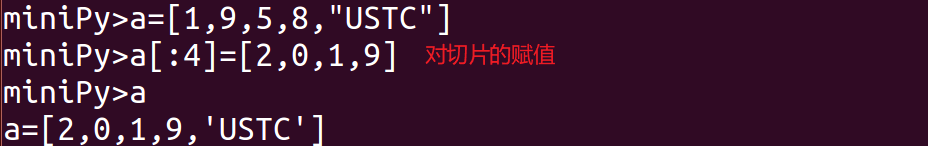 miniPy>a=[1,9,5,8,"USTC"]
miniPy>a[:4]=[2,0,1,9] 对切片的赋值
miniPy>a
a=[2,0,1,9,'USTC']